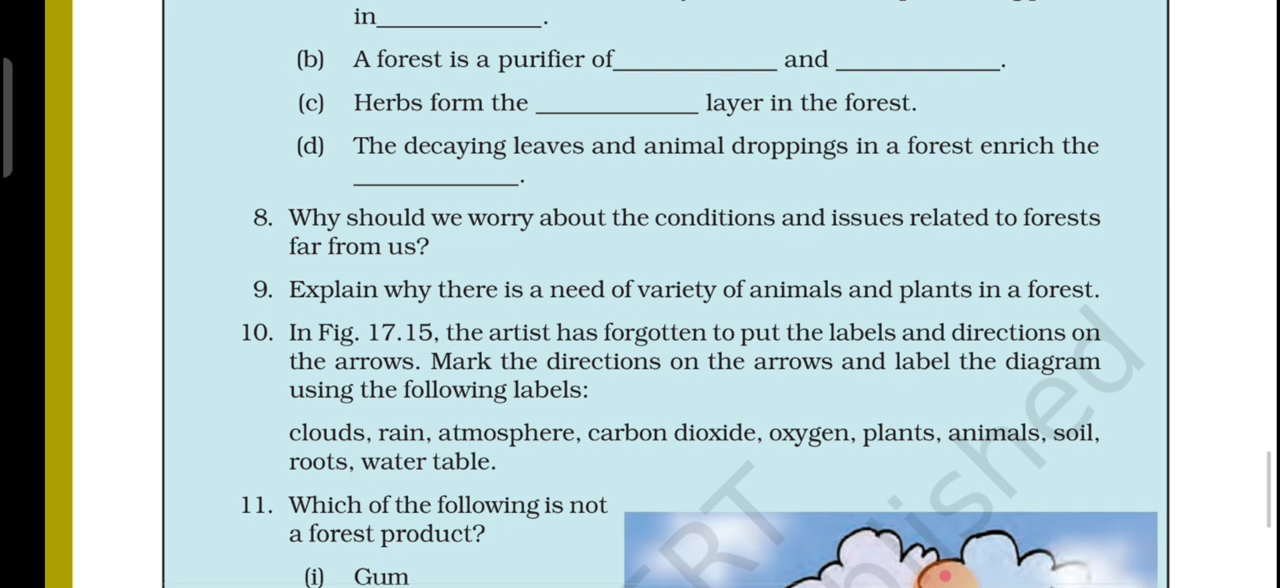 in______________.
(b) A forest is a purifier of______________ and ______________.
(c) Herbs form the ______________ layer in the forest.
(d) The decaying leaves and animal droppings in a forest enrich the
______________.
8. Why should we worry about the conditions and issues related to forests
far from us?
9. Explain why there is a need of variety of animals and plants in a forest.
10. In Fig. 17.15, the artist has forgotten to put the labels and directions on
the arrows. Mark the directions on the arrows and label the diagram
using the following labels:
clouds, rain, atmosphere, carbon dioxide, oxygen, plants, animals, soil,
roots, water table.
11. Which of the following is not
a forest product?
(i) Gum